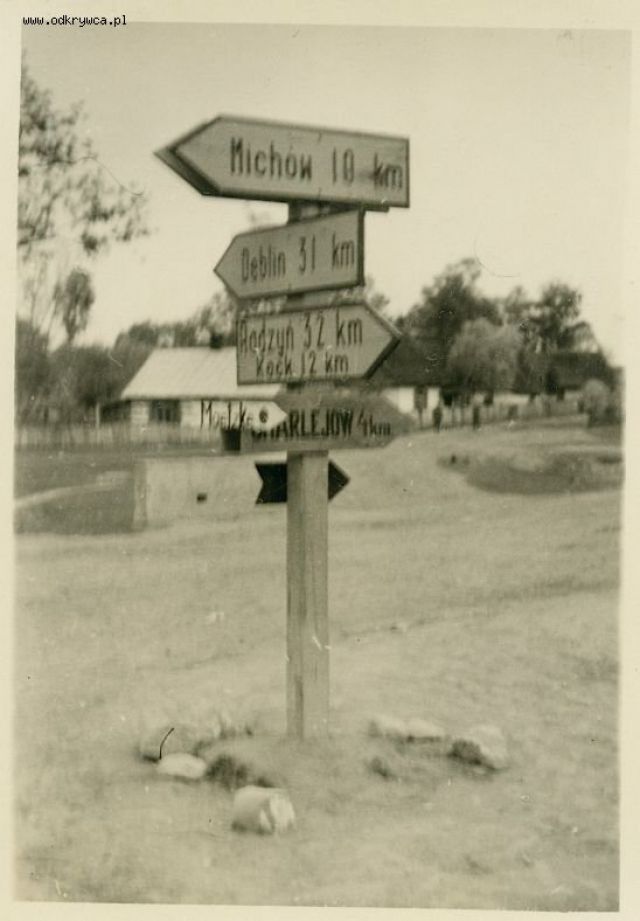 www.odkrywca.pl
Michów 10 km
Dęblin 31 km
Radzyń 32 km
Kock 12 km
CHARLEJÓW 4 km